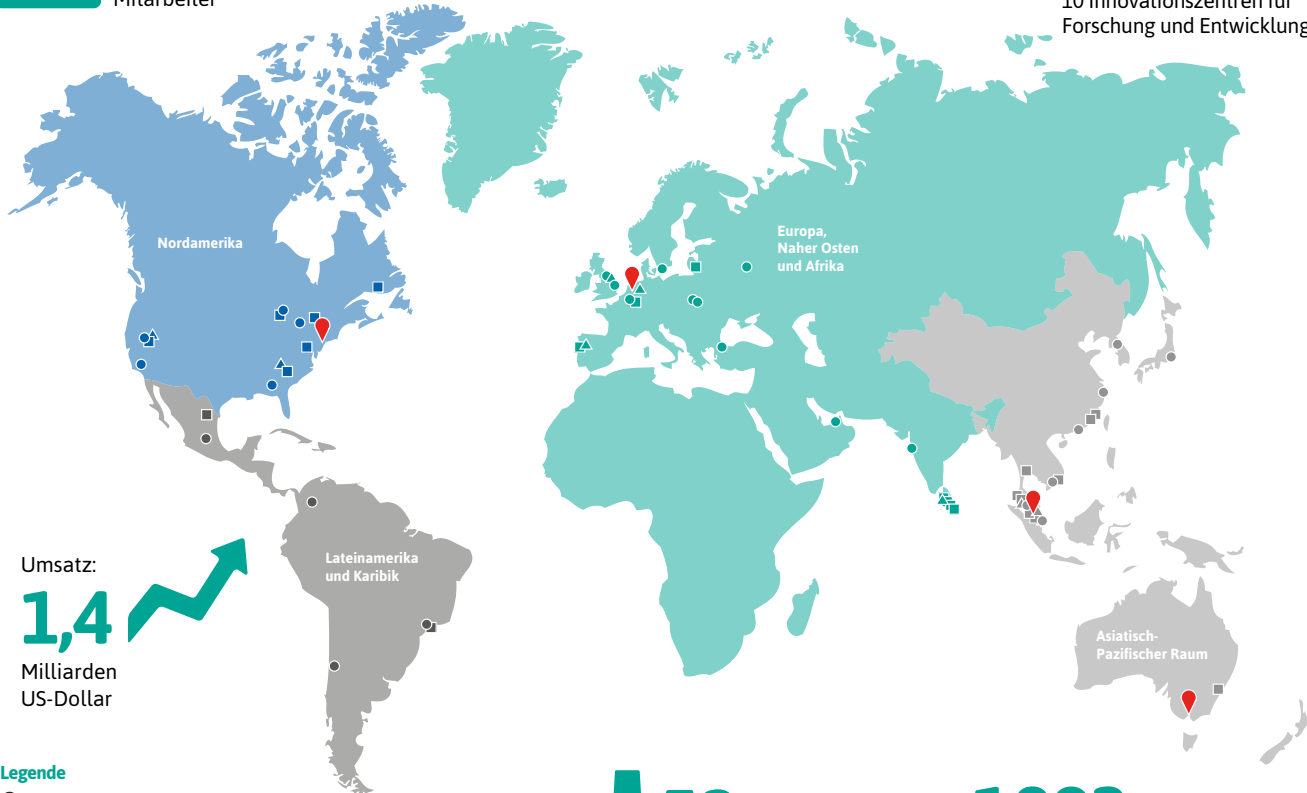 Mitarbeiter
10 Innovationszentren für
Forschung und Entwicklung
Nordamerika
Europa,
Naher Osten
und Afrika
Lateinamerika
und Karibik
Umsatz:
1,4
Milliarden
US-Dollar
Asiatisch-
Pazifischer Raum
Legende